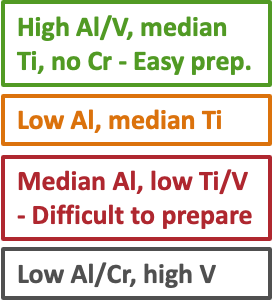 High Al/V, median
Ti, no Cr - Easy prep.
Low Al, median Ti
Median Al, low Ti/V
- Difficult to prepare
Low Al/Cr, high V